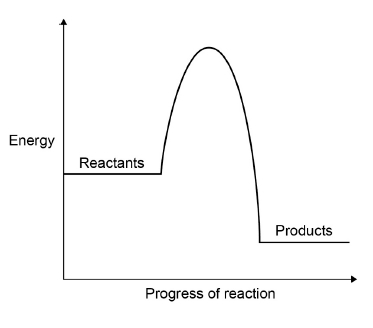 Energy
Reactants
Products
Progress of reaction